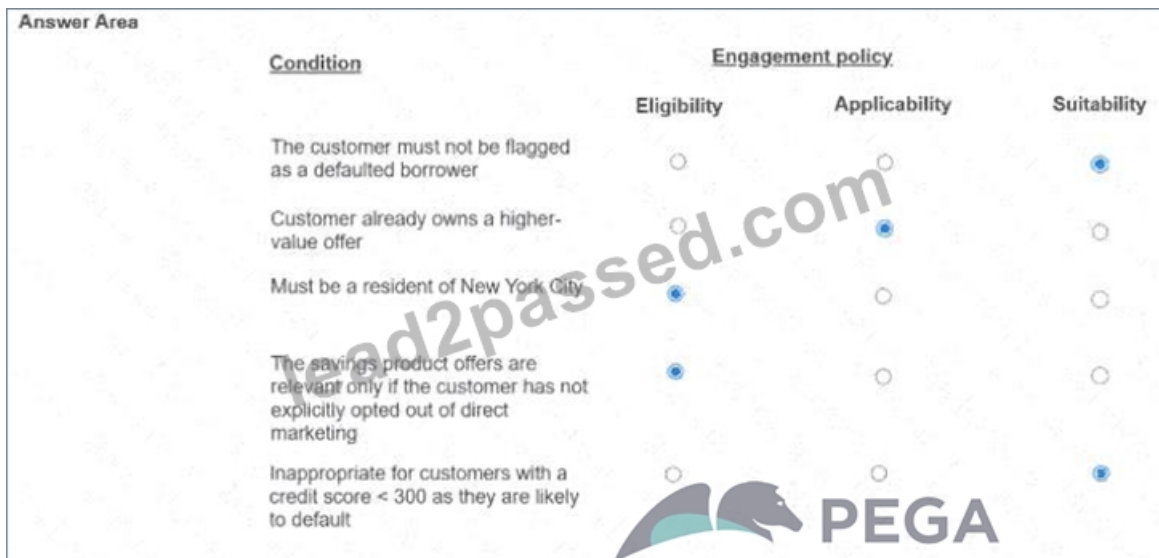 Answer Area
Condition
Engagement policy
Eligibility
Applicability
Suitability
The customer must not be flagged
as a defaulted borrower
Customer already owns a higher-
value offer
Must be a resident of New York City
The savings product offers are
relevant only if the customer has not
explicitly opted out of direct
marketing
Inappropriate for customers with a
credit score < 300 as they are likely
to default
lead2passed.com
PEGA